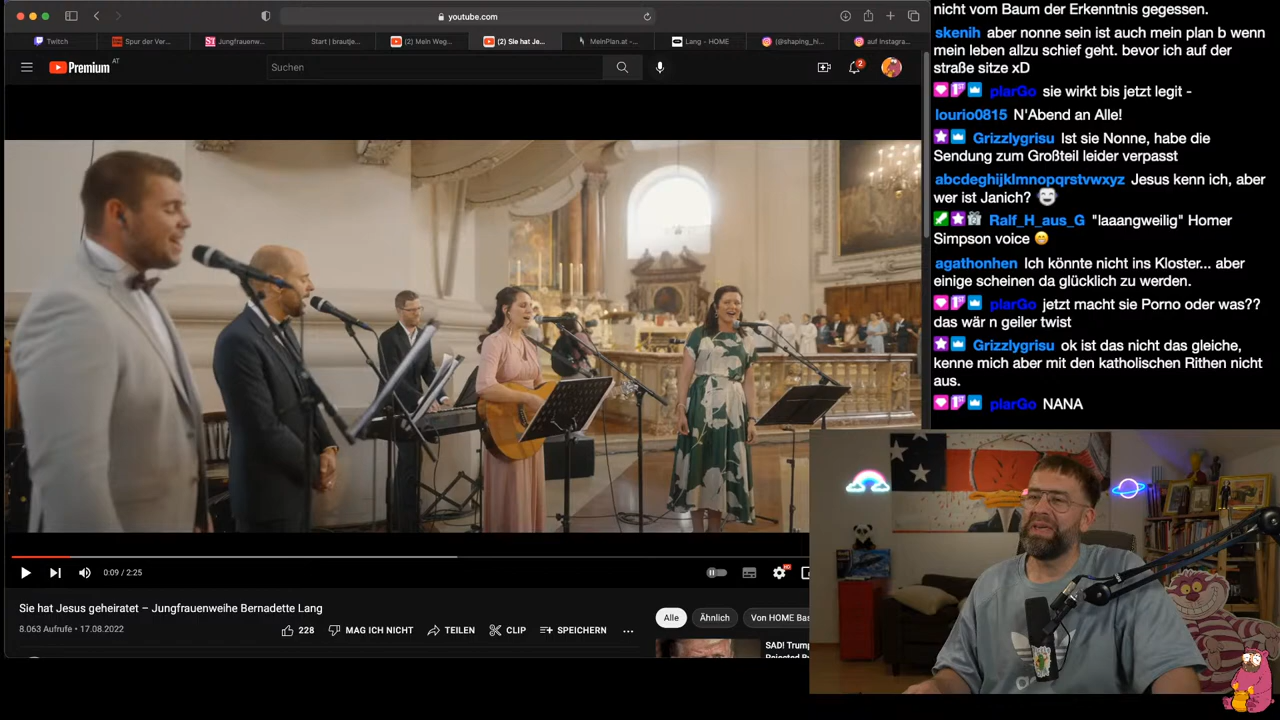 youtube.com
Twitch
Spur der Ver...
Jungfrauenw...
Start | brautje...
(2) Mein Weg...
(2) Sie hat Je...
MeinPlan.at -...
Lang - HOME
(@shaping_hi...
auf Instagra...
Premium AT
Suchen
2
0:09 / 2:25
HD
Sie hat Jesus geheiratet – Jungfrauenweihe Bernadette Lang
8.063 Aufrufe • 17.08.2022
228
MAG ICH NICHT
TEILEN
CLIP
SPEICHERN
Alle
Ähnlich
Von HOME Bas
SAD! Trump
nicht vom Baum der Erkenntnis gegessen.
skenih aber nonne sein ist auch mein plan b wenn
mein leben allzu schief geht. bevor ich auf der
straße sitze xD
plarGo sie wirkt bis jetzt legit -
lourio0815 N'Abend an Alle!
Grizzlygrisu Ist sie Nonne, habe die
Sendung zum Großteil leider verpasst
abcdeghijklmnopqrstvwxyz Jesus kenn ich, aber
wer ist Janich?
Ralf_H_aus_G "laaangweilig" Homer
Simpson voice
agathonhen Ich könnte nicht ins Kloster... aber
einige scheinen da glücklich zu werden.
plarGo jetzt macht sie Porno oder was??
das wär n geiler twist
Grizzlygrisu ok ist das nicht das gleiche,
kenne mich aber mit den katholischen Rithen nicht
aus.
plarGo NANA